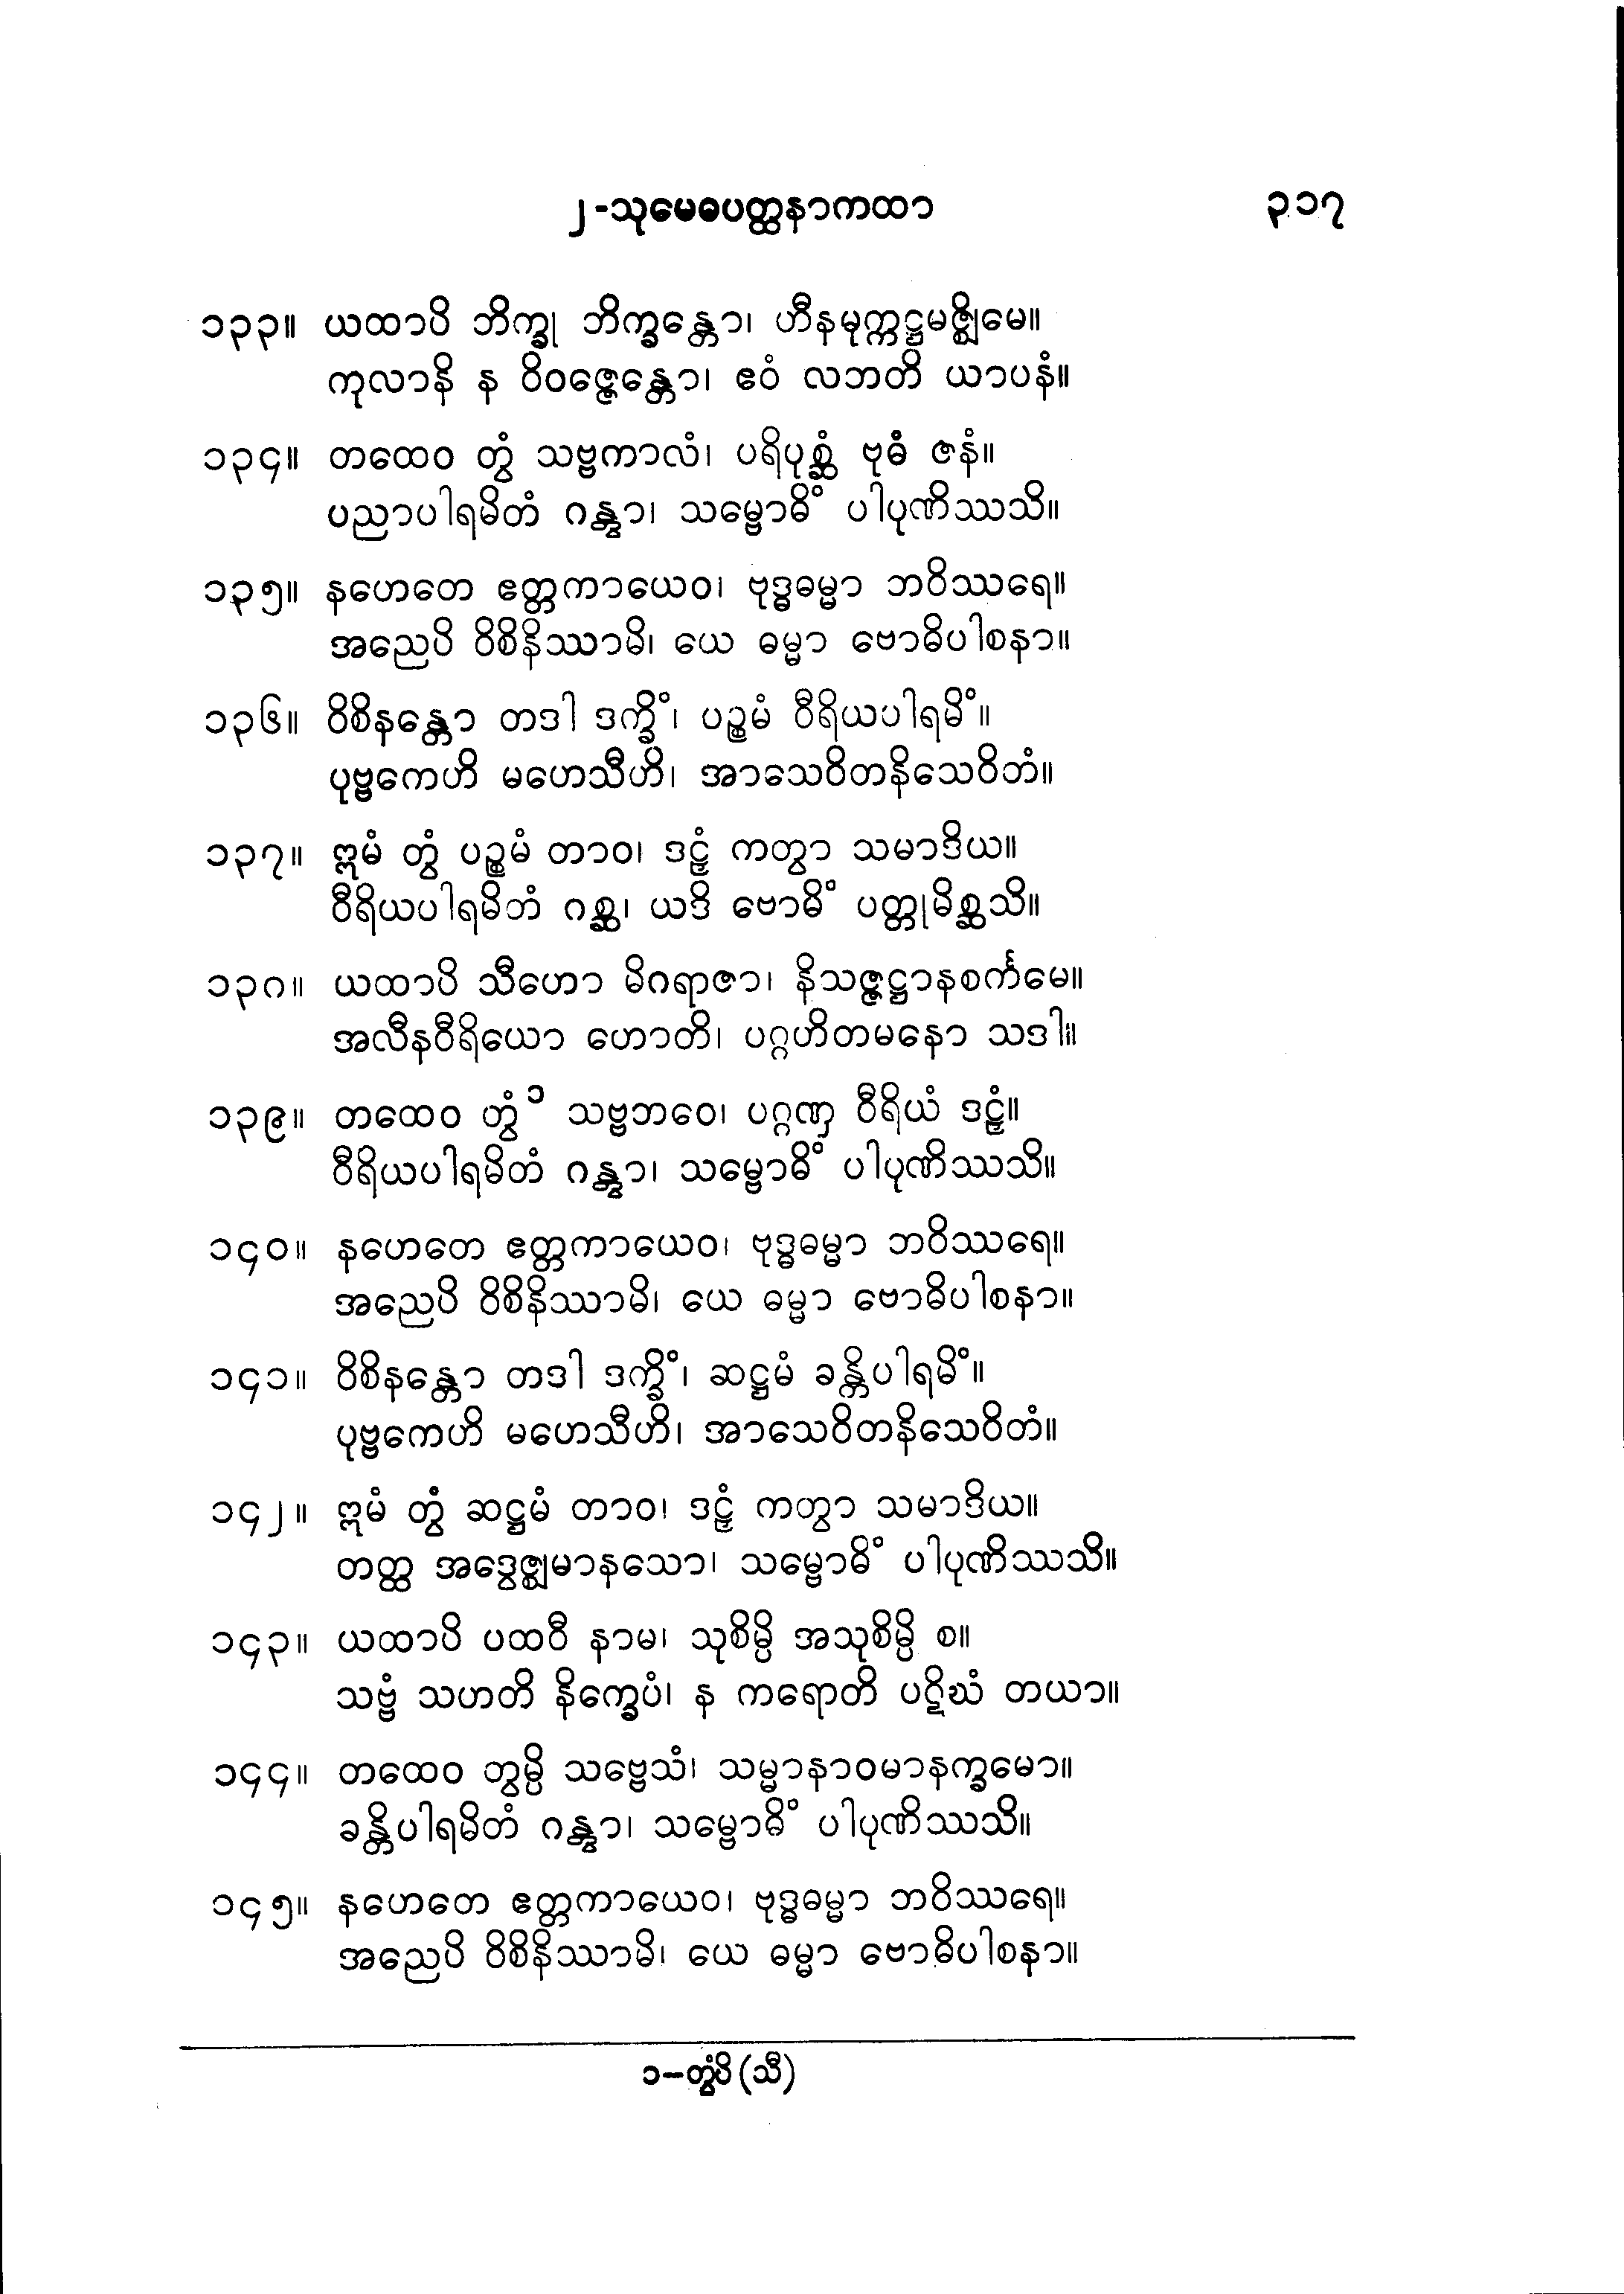 ၂-သုမေဓပတ္ထနာကထာ ၃၁၇
၁၃၃။ ယထာပိ ဘိက္ခု ဘိက္ခန္တော၊ ဟီနမုက္ကဋ္ဌမဇ္ဈိမေ။
ကုလာနိ န ဝိဝဇ္ဇေန္တော၊ ဧဝံ လဘတိ ယာပနံ။
၁၃၄။ တထေဝ တွံ သဗ္ဗကာလံ၊ ပရိပုစ္ဆံ ဗုဓံ ဇနံ။
ပညာပါရမိတံ ဂန္တွာ၊ သမ္ဗောဓိံ ပါပုဏိဿသိ။
၁၃၅။ နဟေတေ ဧတ္တကာယေဝ၊ ဗုဒ္ဓဓမ္မာ ဘဝိဿရေ။
အညေပိ ဝိစိနိဿာမိ၊ ယေ ဓမ္မာ ဗောဓိပါစနာ။
၁၃၆။ ဝိစိနန္တော တဒါ ဒက္ခိံ၊ ပဉ္စမံ ဝီရိယပါရမိံ။
ပုဗ္ဗကေဟိ မဟေသီဟိ၊ အာသေဝိတနိသေဝိတံ။
၁၃၇။ ဣမံ တွံ ပဉ္စမံ တာဝ၊ ဒဠှံ ကတွာ သမာဒိယ။
ဝီရိယပါရမိတံ ဂစ္ဆ၊ ယဒိ ဗောဓိံ ပတ္တုမိစ္ဆသိ။
၁၃၈။ ယထာပိ သီဟော မိဂရာဇာ၊ နိသဇ္ဇဋ္ဌာနစင်္ကမေ။
အလီနဝီရိယော ဟောတိ၊ ပဂ္ဂဟိတမနော သဒါ။
၁၃၉။ တထေဝ တွံ ၁ သဗ္ဗဘဝေ၊ ပဂ္ဂဏှ ဝီရိယံ ဒဠှံ။
ဝီရိယပါရမိတံ ဂန္တွာ၊ သမ္ဗောဓိံ ပါပုဏိဿသိ။
၁၄၀။ နဟေတေ ဧတ္တကာယေဝ၊ ဗုဒ္ဓဓမ္မာ ဘဝိဿရေ။
အညေပိ ဝိစိနိဿာမိ၊ ယေ ဓမ္မာ ဗောဓိပါစနာ။
၁၄၁။ ဝိစိနန္တော တဒါ ဒက္ခိံ၊ ဆဋ္ဌမံ ခန္တိပါရမိံ။
ပုဗ္ဗကေဟိ မဟေသီဟိ၊ အာသေဝိတနိသေဝိတံ။
၁၄၂။ ဣမံ တွံ ဆဋ္ဌမံ တာဝ၊ ဒဠှံ ကတွာ သမာဒိယ။
တတ္ထ အဒွေဇ္ဈမာနသော၊ သမ္ဗောဓိံ ပါပုဏိဿသိ။
၁၄၃။ ယထာပိ ပထဝီ နာမ၊ သုစိမ္ပိ အသုစိမ္ပိ စ။
သဗ္ဗံ သဟတိ နိက္ခေပံ၊ န ကရောတိ ပဋိဃံ တယာ။
၁၄၄။ တထေဝ တွမ္ပိ သဗ္ဗေသံ၊ သမ္မာနာဝမာနက္ခမော။
ခန္တိပါရမိတံ ဂန္တွာ၊ သမ္ဗောဓိံ ပါပုဏိဿသိ။
၁၄၅။ နဟေတေ ဧတ္တကာယေဝ၊ ဗုဒ္ဓဓမ္မာ ဘဝိဿရေ။
အညေပိ ဝိစိနိဿာမိ၊ ယေ ဓမ္မာ ဗောဓိပါစနာ။
၁—တွံပိ (သီ)